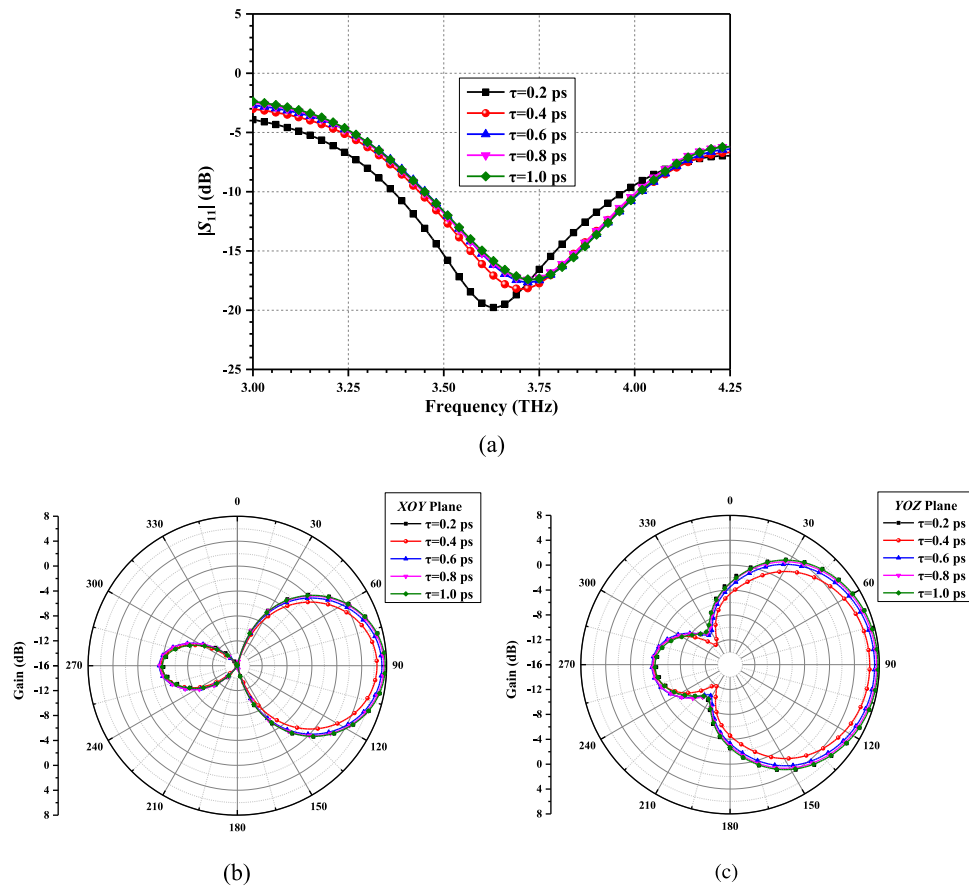 -5
0
-5
-10
-15
-20
-25
|S11| (dB)
τ=0.2 ps
τ=0.4 ps
τ=0.6 ps
τ=0.8 ps
τ=1.0 ps
3.00 3.25 3.50 3.75 4.00 4.25
Frequency (THz)
(a)
XOY Plane
τ=0.2 ps
τ=0.4 ps
τ=0.6 ps
τ=0.8 ps
τ=1.0 ps
Gain (dB)
8
4
0
-4
-8
-12
-16
-12
-8
-4
0
4
8
0
30
60
90
120
150
180
210
240
270
300
330
(b)
YOZ Plane
τ=0.2 ps
τ=0.4 ps
τ=0.6 ps
τ=0.8 ps
τ=1.0 ps
Gain (dB)
8
4
0
-4
-8
-12
-16
-12
-8
-4
0
4
8
0
30
60
90
120
150
180
210
240
270
300
330
(c)